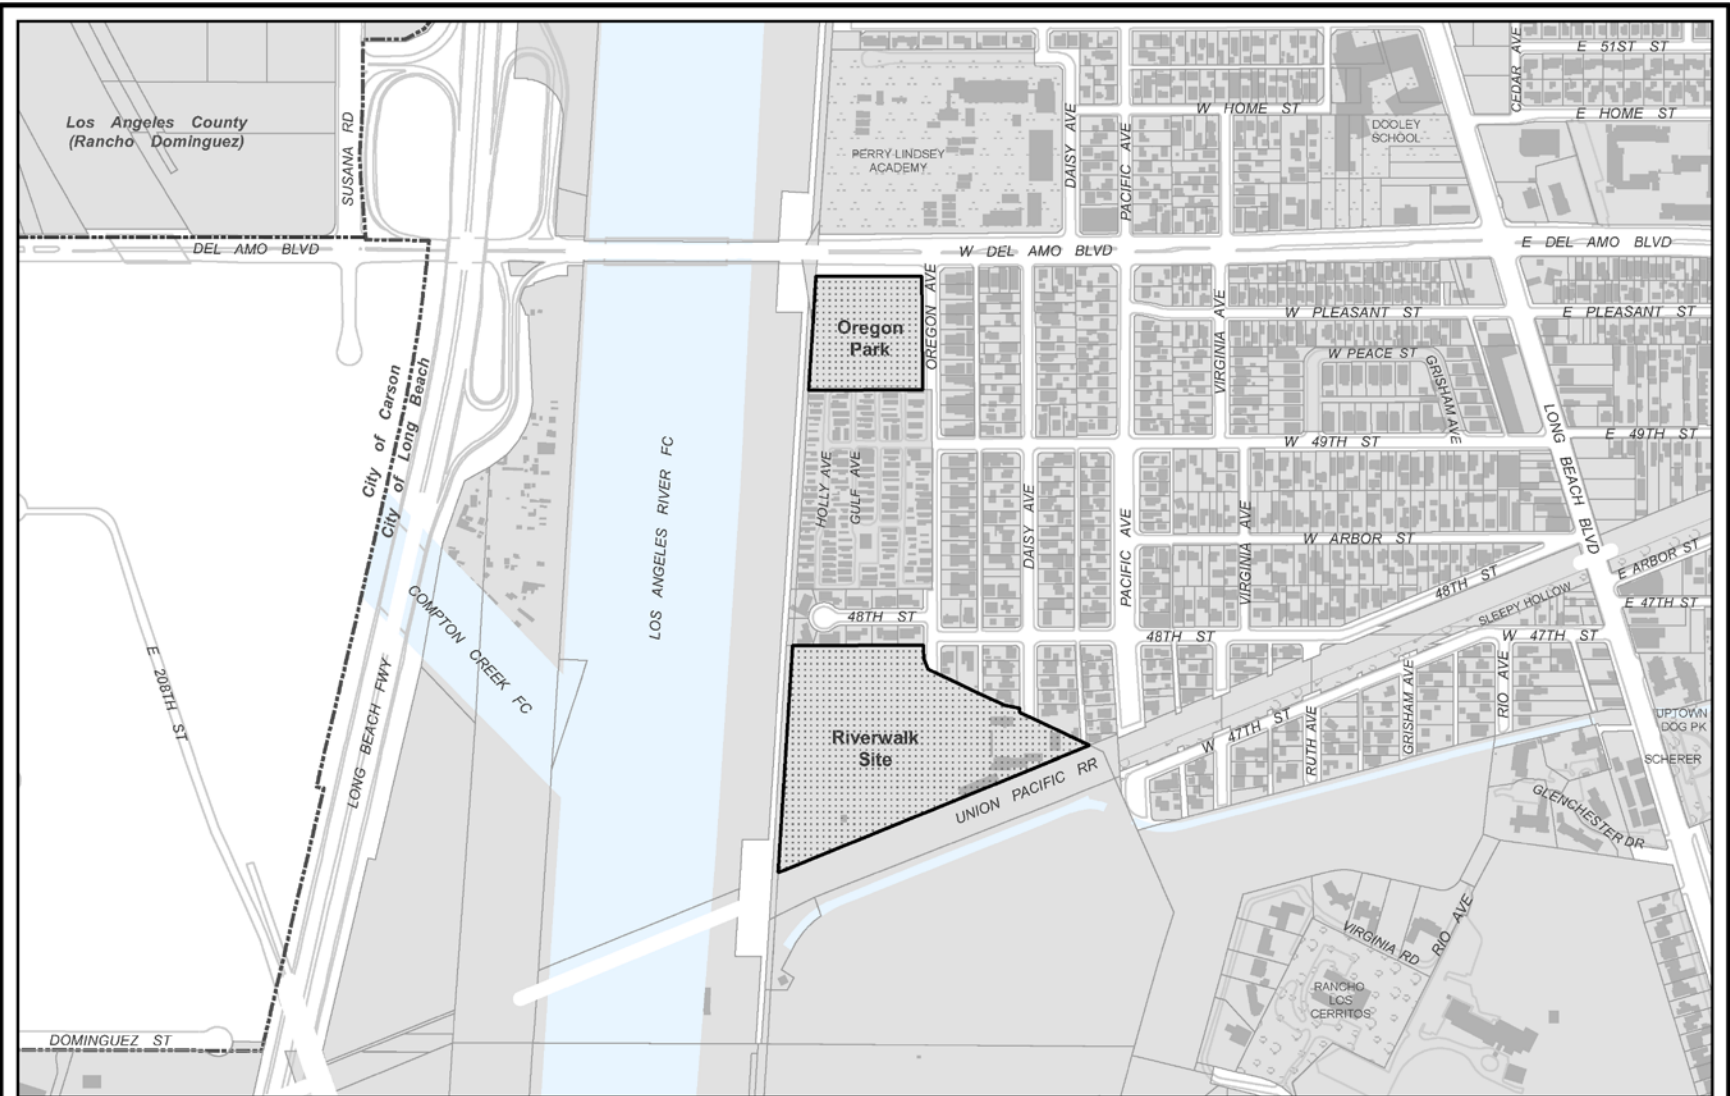 CEDAR AVE
E 51ST ST
W HOME ST
E HOME ST
Los Angeles County
(Rancho Dominguez)
SUSANA RD
DAISY AVE
PACIFIC AVE
DOOLEY
SCHOOL
PERRY LINDSEY
ACADEMY
DEL AMO BLVD
W DEL AMO BLVD
E DEL AMO BLVD
OREGON AVE
Oregon
Park
VIRGINIA AVE
W PLEASANT ST
E PLEASANT ST
W PEACE ST
GRISHAM AVE
City of Carson
City of Long Beach
LONG BEACH BLVD
W 49TH ST
E 49TH ST
HOLLY AVE
GULF AVE
LOS ANGELES RIVER FC
DAISY AVE
PACIFIC AVE
VIRGINIA AVE
W ARBOR ST
E ARBOR ST
48TH ST
SLEEPY HOLLOW
E 47TH ST
COMPTON CREEK FC
48TH ST
48TH ST
W 47TH ST
E 208TH ST
LONG BEACH FWY
Riverwalk
Site
W 47TH ST
RUTH AVE
GRISHAM AVE
RIO AVE
UPTOWN
DOG PK
SCHERER
UNION PACIFIC RR
GLENCHESTER DR
VIRGINIA RD
RIO AVE
RANCHO
LOS
CERRITOS
DOMINGUEZ ST